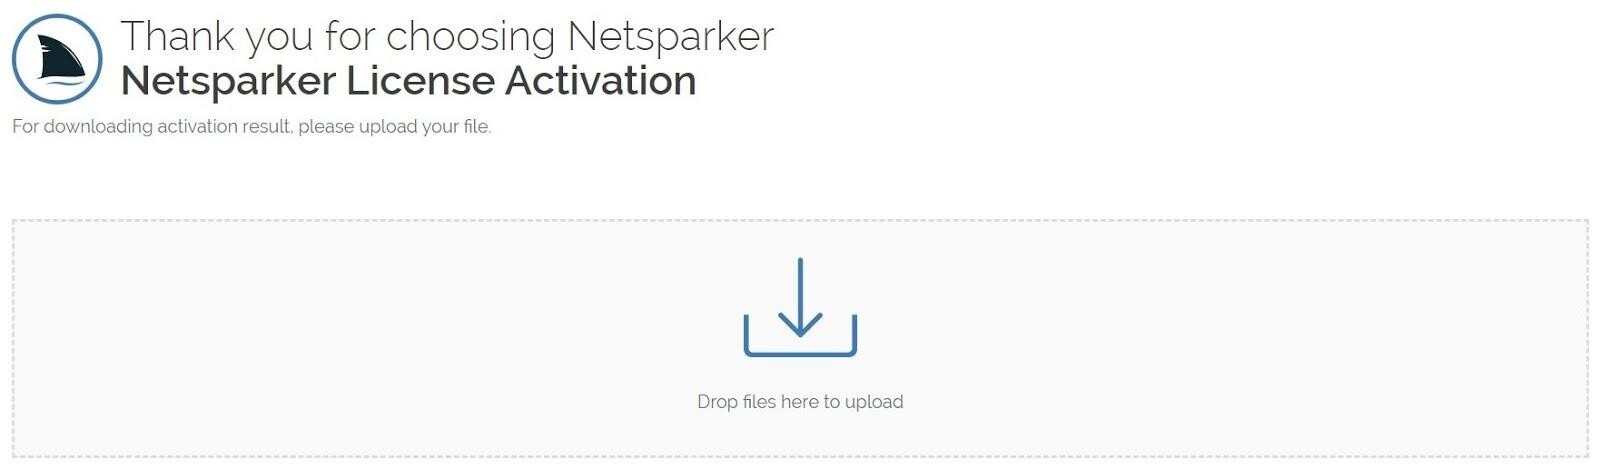 Thank you for choosing Netsparker
Netsparker License Activation
For downloading activation result, please upload your file.
Drop files here to upload